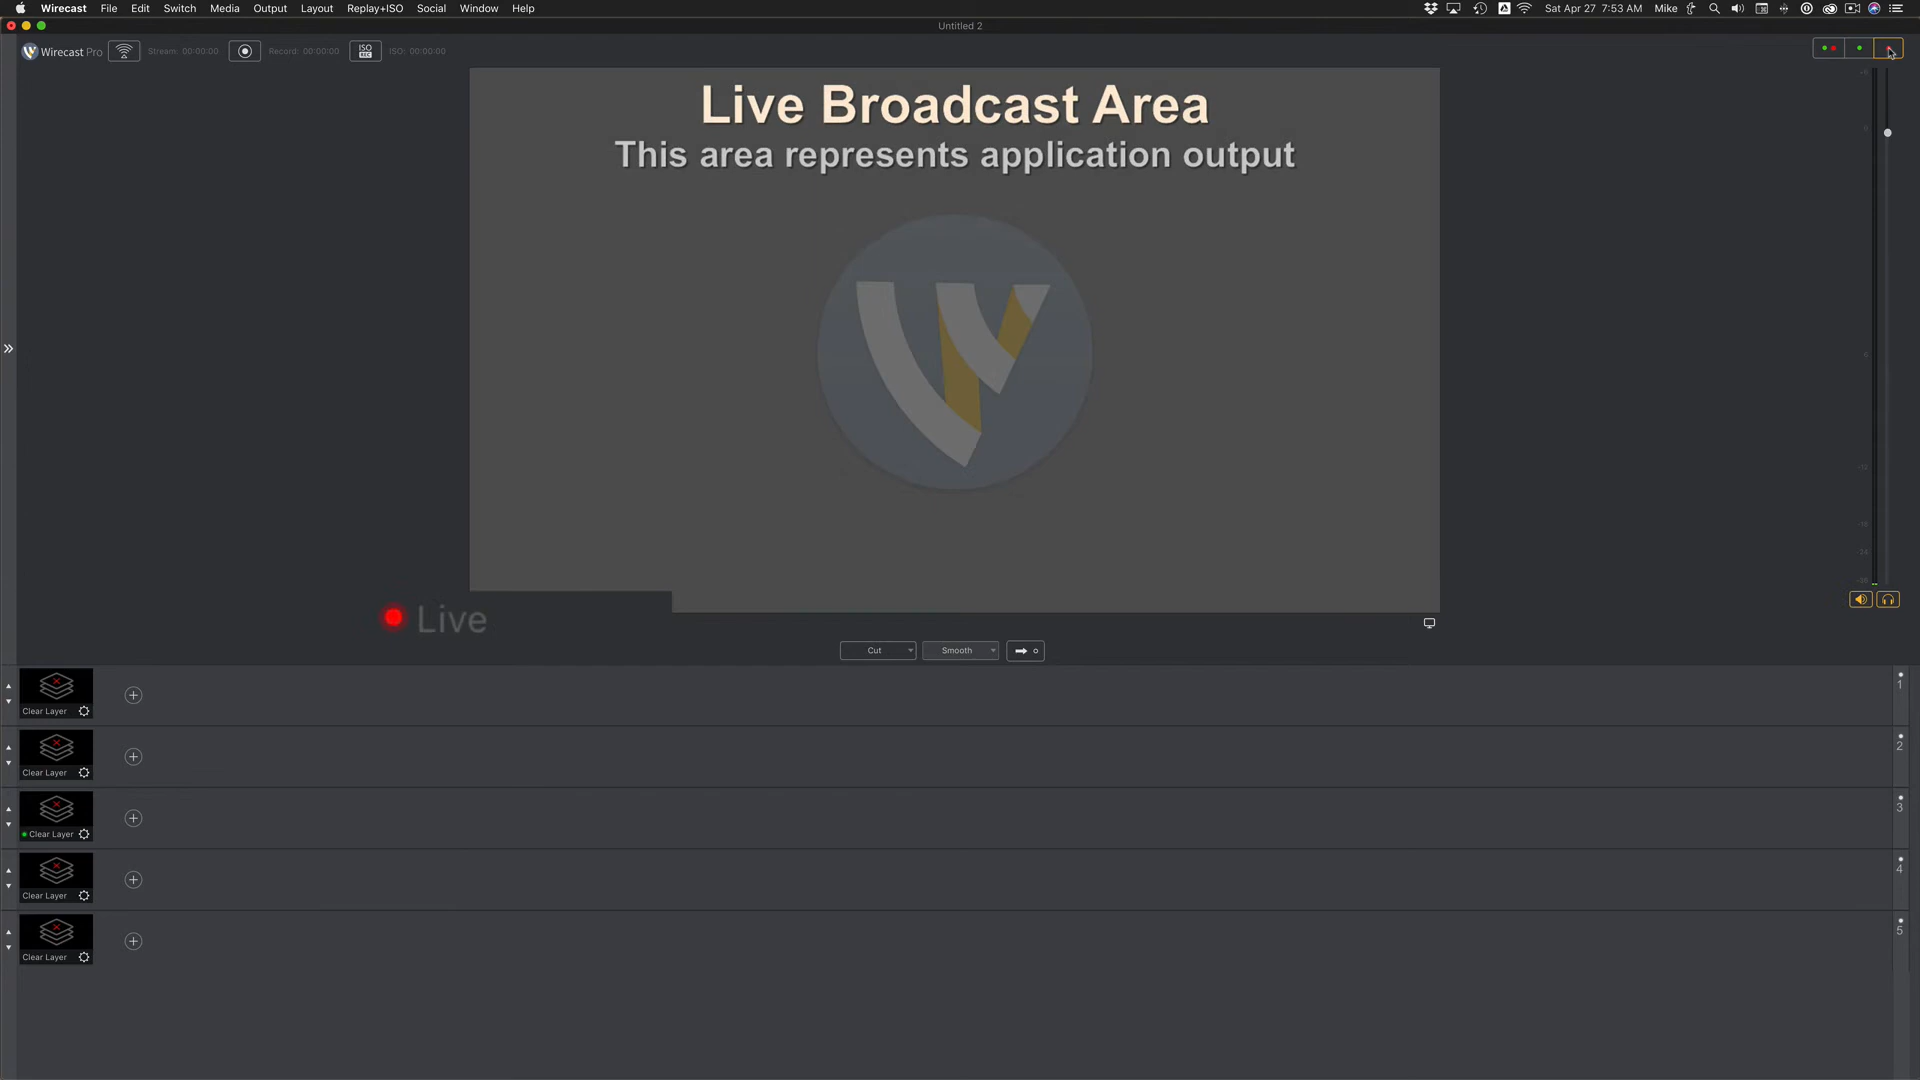 Wirecast File Edit Switch Media Output Layout Replay+ISO Social Window Help Sat Apr 27 7:53 AM Mike
Untitled 2
Wirecast Pro Stream: 00:00:00 Record: 00:00:00 ISO REC ISO: 00:00:00
Live Broadcast Area
This area represents application output
Live
Cut Smooth
Clear Layer 1
Clear Layer 2
Clear Layer 3
Clear Layer 4
Clear Layer 5